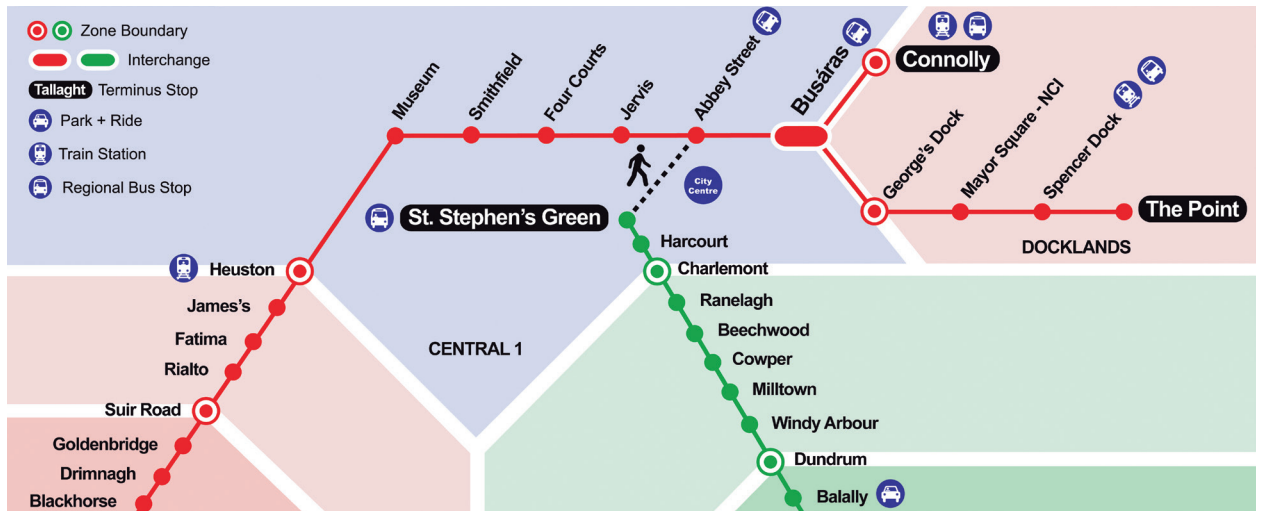 Zone Boundary
Interchange
Tallaght Terminus Stop
Park + Ride
Train Station
Regional Bus Stop
Museum
Smithfield
Four Courts
Jervis
Abbey Street
Busáras
Connolly
George's Dock
Mayor Square - NCI
Spencer Dock
The Point
DOCKLANDS
City
Centre
St. Stephen's Green
Harcourt
Charlemont
Ranelagh
Beechwood
Cowper
Milltown
Windy Arbour
Dundrum
Balally
CENTRAL 1
Heuston
James's
Fatima
Rialto
Suir Road
Goldenbridge
Drimnagh
Blackhorse